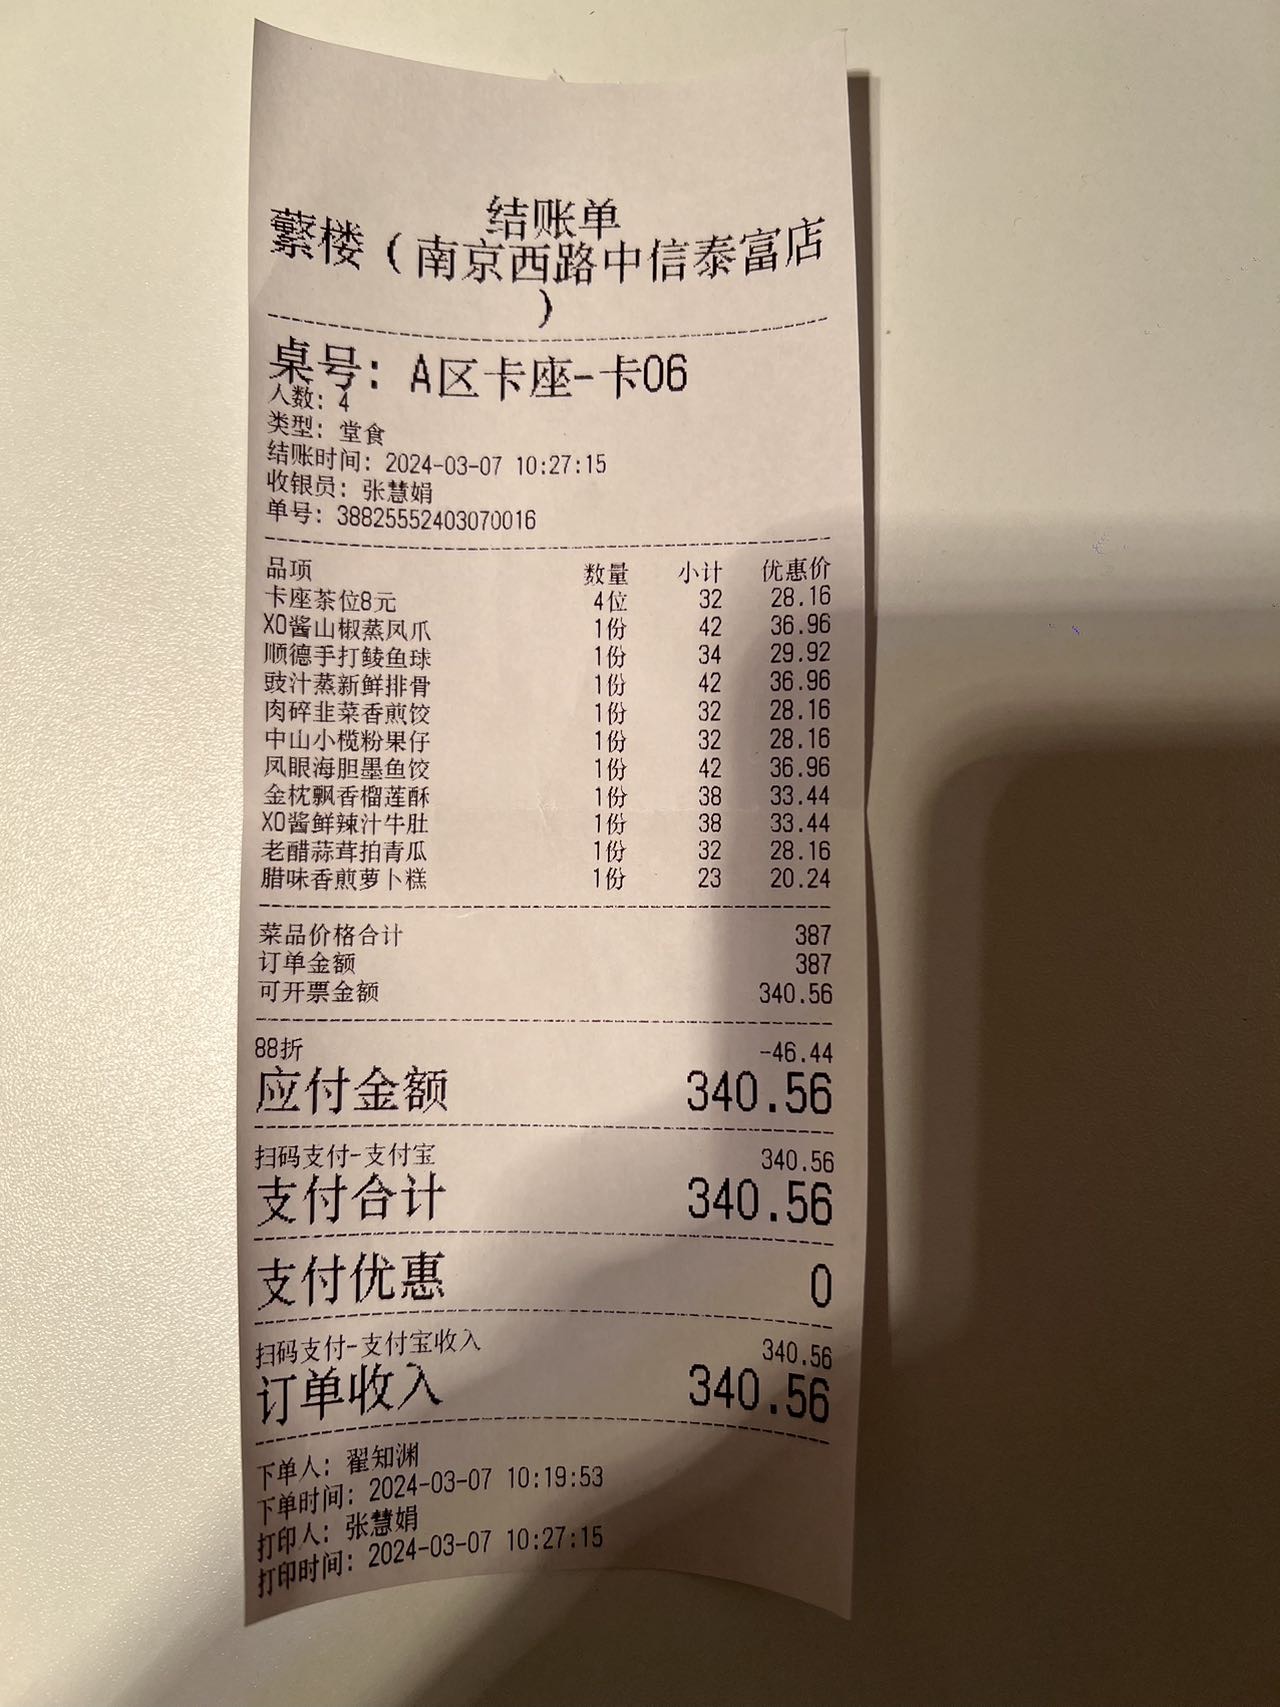 结账单
蘩楼（南京西路中信泰富店
）
桌号: A区卡座-卡06
人数: 4
类型: 堂食
结账时间: 2024-03-07 10:27:15
收银员: 张慧娟
单号: 38825552403070016
品项 数量 小计 优惠价
卡座茶位8元 4位 32 28.16
XO酱山椒蒸凤爪 1份 42 36.96
顺德手打鲮鱼球 1份 34 29.92
豉汁蒸新鲜排骨 1份 42 36.96
肉碎韭菜香煎饺 1份 32 28.16
中山小榄粉果仔 1份 32 28.16
凤眼海胆墨鱼饺 1份 42 36.96
金枕飘香榴莲酥 1份 38 33.44
XO酱鲜辣汁牛肚 1份 38 33.44
老醋蒜茸拍青瓜 1份 32 28.16
腊味香煎萝卜糕 1份 23 20.24
菜品价格合计 387
订单金额 387
可开票金额 340.56
88折 -46.44
应付金额 340.56
扫码支付-支付宝 340.56
支付合计 340.56
支付优惠 0
扫码支付-支付宝收入 340.56
订单收入 340.56
下单人: 翟知渊
下单时间: 2024-03-07 10:19:53
打印人: 张慧娟
打印时间: 2024-03-07 10:27:15